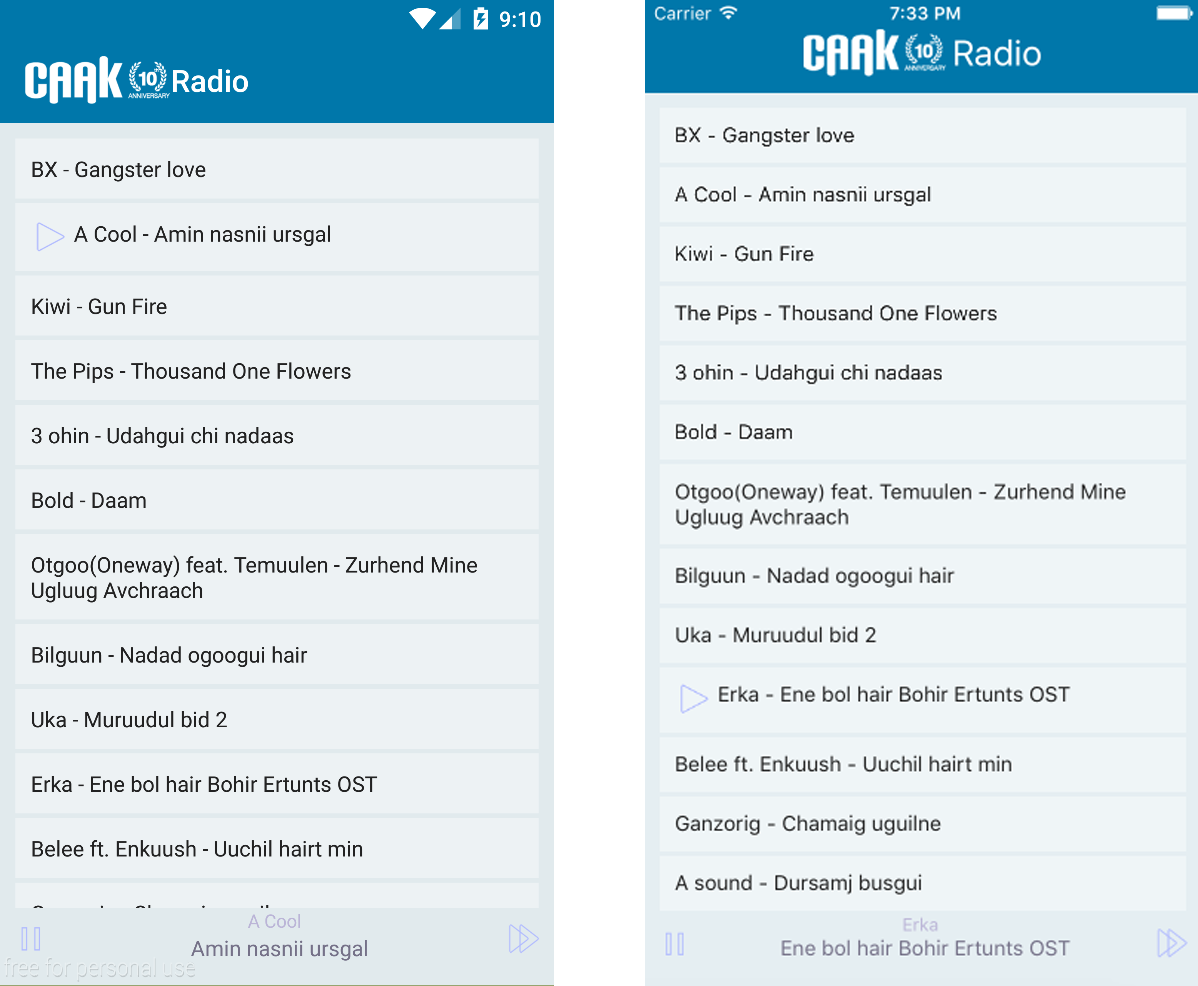 9:10
CAAK 10 ANNIVERSARY Radio
BX - Gangster love
A Cool - Amin nasnii ursgal
Kiwi - Gun Fire
The Pips - Thousand One Flowers
3 ohin - Udahgui chi nadaas
Bold - Daam
Otgoo(Oneway) feat. Temuulen - Zurhend Mine
Ugluug Avchraach
Bilguun - Nadad ogoogui hair
Uka - Muruudul bid 2
Erka - Ene bol hair Bohir Ertunts OST
Belee ft. Enkuush - Uuchil hairt min
A Cool
Amin nasnii ursgal
free for personal use
Carrier 7:33 PM
CAAK 10 ANNIVERSARY Radio
BX - Gangster love
A Cool - Amin nasnii ursgal
Kiwi - Gun Fire
The Pips - Thousand One Flowers
3 ohin - Udahgui chi nadaas
Bold - Daam
Otgoo(Oneway) feat. Temuulen - Zurhend Mine
Ugluug Avchraach
Bilguun - Nadad ogoogui hair
Uka - Muruudul bid 2
Erka - Ene bol hair Bohir Ertunts OST
Belee ft. Enkuush - Uuchil hairt min
Ganzorig - Chamaig uguilne
A sound - Dursamj busgui
Erka
Ene bol hair Bohir Ertunts OST